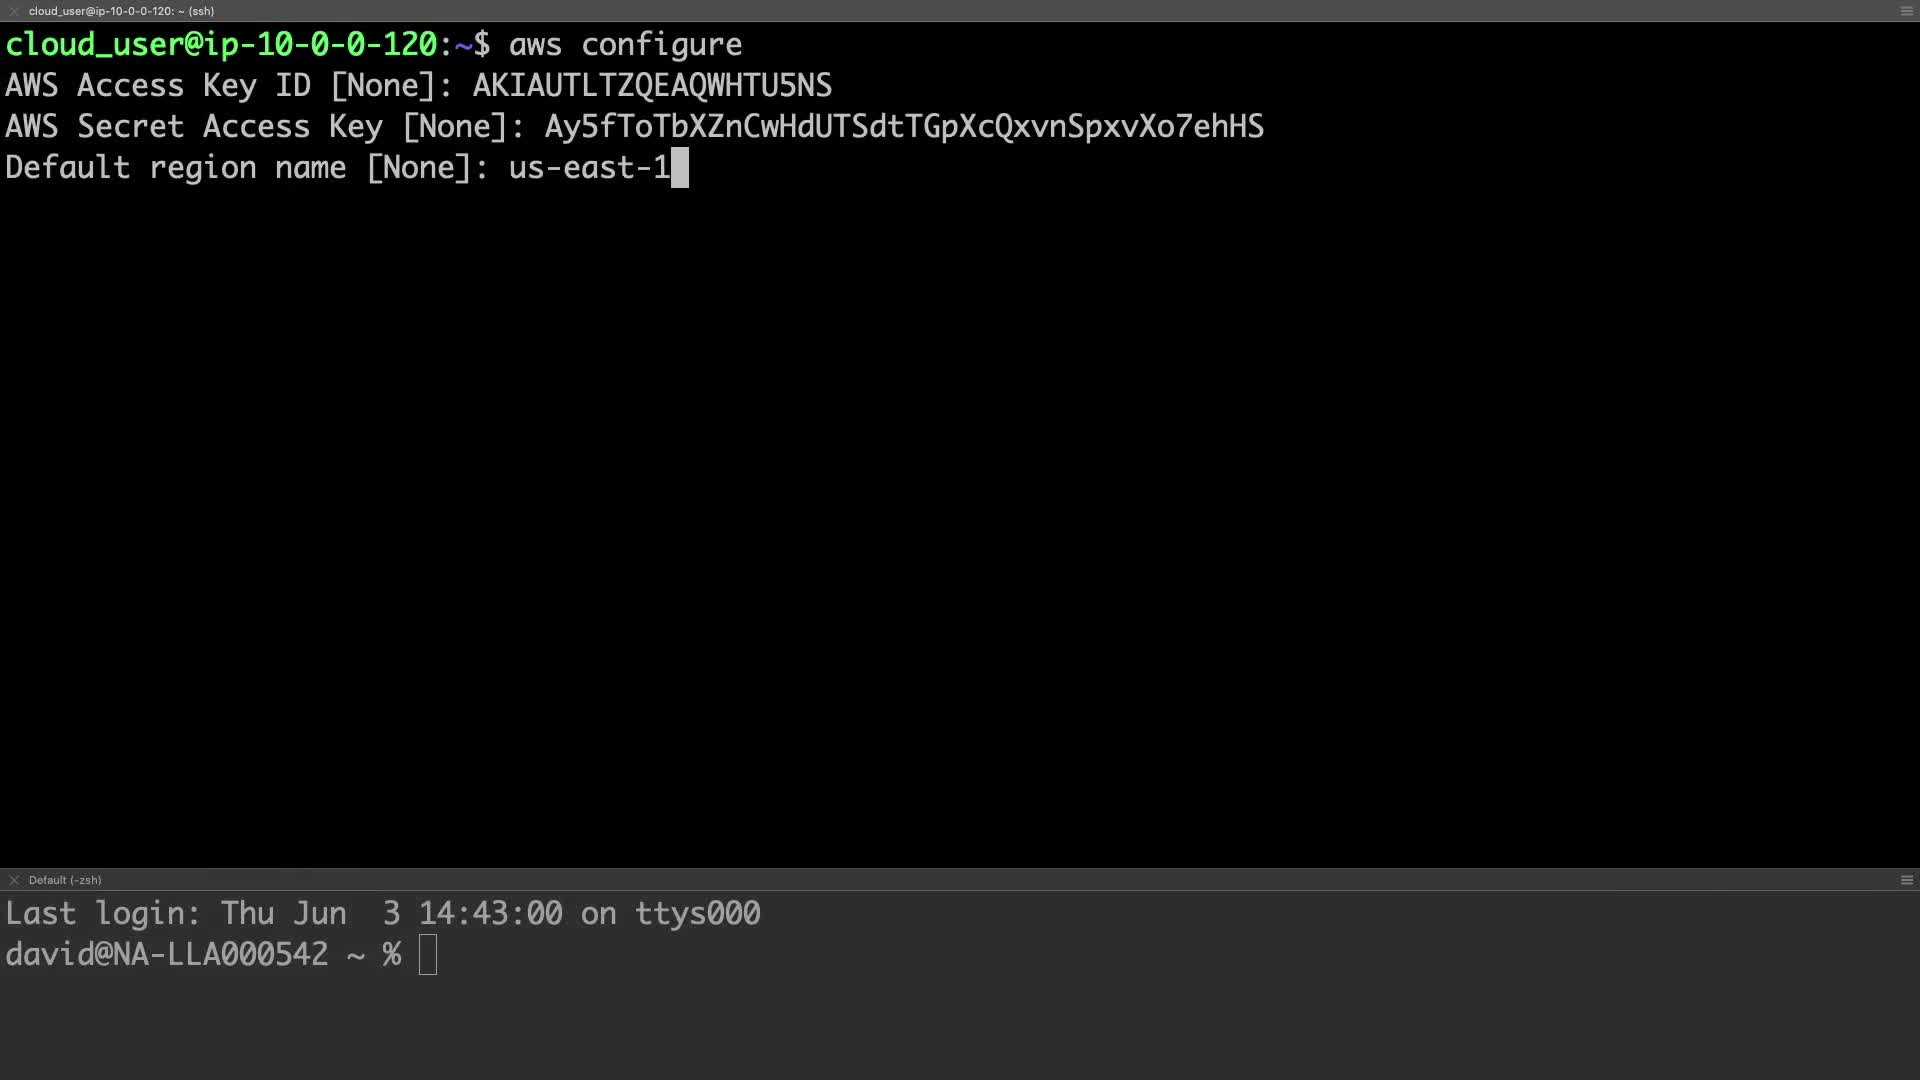 cloud_user@ip-10-0-0-120: ~ (ssh)
cloud_user@ip-10-0-0-120:~$ aws configure
AWS Access Key ID [None]: AKIAUTLTZQEAQWHTU5NS
AWS Secret Access Key [None]: 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
Default region name [None]: us-east-1
Default (-zsh)
Last login: Thu Jun  3 14:43:00 on ttys000
david@NA-LLA000542 ~ %